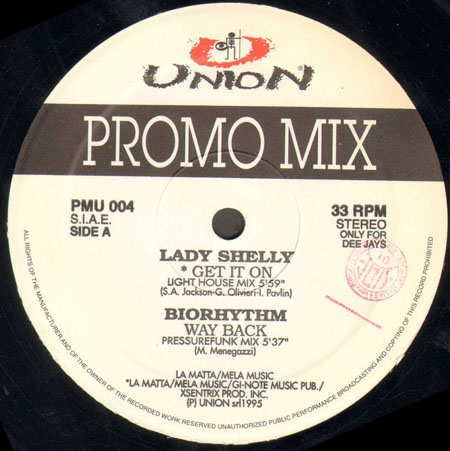 UNION
PROMO MIX
PMU 004
S.I.A.E.
SIDE A
33 RPM
STEREO
ONLY FOR
DEE JAYS
LADY SHELLY
* GET IT ON
LIGHT HOUSE MIX 5'59"
(S.A. Jackson-G. Olivieri-I. Pavlin)
BIORHYTHM
WAY BACK
PRESSUREFUNK MIX 5'37"
(M. Menegazzi)
LA MATTA/MELA MUSIC
*LA MATTA/MELA MUSIC/GI-NOTE MUSIC PUB./
XSENTRIX PROD. INC.
(P) UNION srl1995
ALL RIGHTS OF THE MANUFACTURER AND OF THE OWNER OF THE RECORDED WORK RESERVED UNAUTHORIZED PUBLIC PERFORMANCE BROADCASTING AND COPYING OF THIS RECORD PROHIBITED